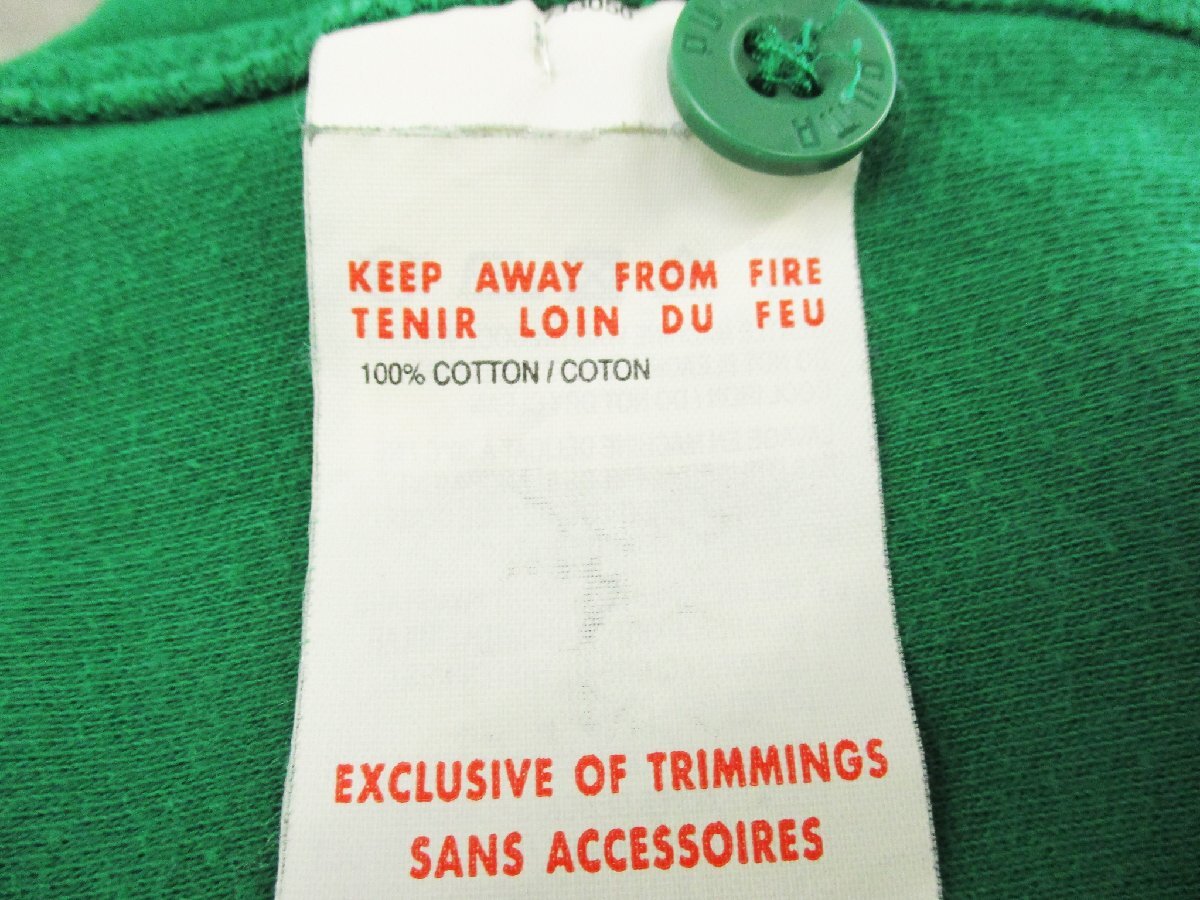 KEEP AWAY FROM FIRE
TENIR LOIN DU FEU
100% COTTON / COTON
EXCLUSIVE OF TRIMMINGS
SANS ACCESSOIRES